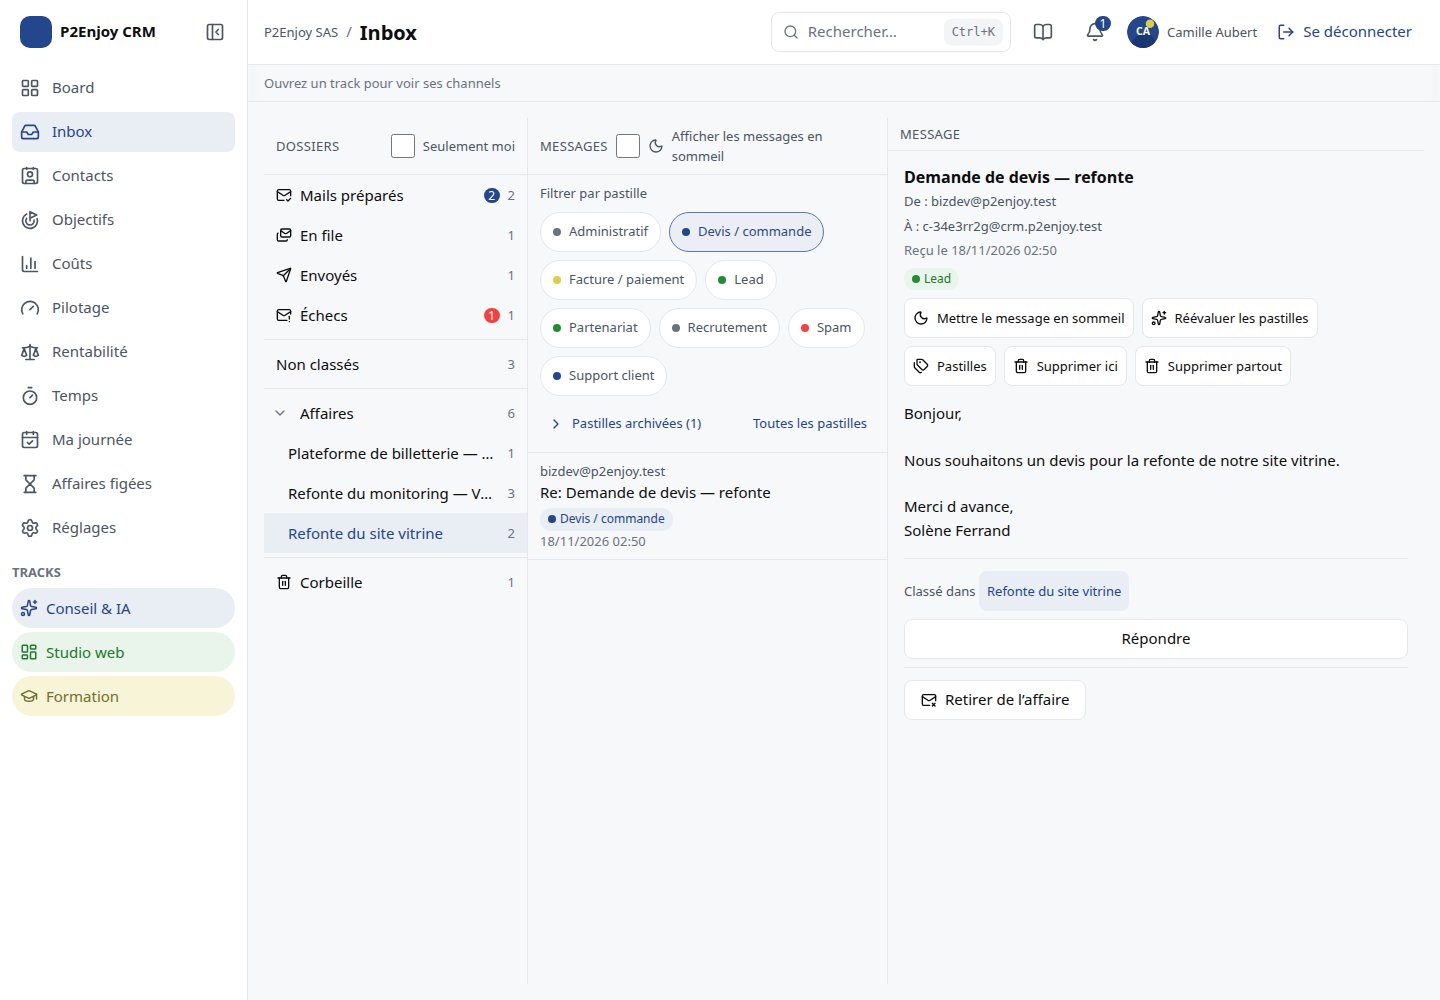 P2Enjoy CRM
Board
Inbox
Contacts
Objectifs
Coûts
Pilotage
Rentabilité
Temps
Ma journée
Affaires figées
Réglages
TRACKS
Conseil & IA
Studio web
Formation
P2Enjoy SAS / Inbox
Rechercher... Ctrl+K
1
CA Camille Aubert
Se déconnecter
Ouvrez un track pour voir ses channels
DOSSIERS Seulement moi
Mails préparés 2 2
En file 1
Envoyés 1
Échecs 1 1
Non classés 3
Affaires 6
Plateforme de billetterie — ... 1
Refonte du monitoring — V... 3
Refonte du site vitrine 2
Corbeille 1
MESSAGES Afficher les messages en
sommeil
Filtrer par pastille
Administratif Devis / commande
Facture / paiement Lead
Partenariat Recrutement Spam
Support client
Pastilles archivées (1) Toutes les pastilles
bizdev@p2enjoy.test
Re: Demande de devis — refonte
Devis / commande
18/11/2026 02:50
MESSAGE
Demande de devis — refonte
De : bizdev@p2enjoy.test
À : c-34e3rr2g@crm.p2enjoy.test
Reçu le 18/11/2026 02:50
Lead
Mettre le message en sommeil Réévaluer les pastilles
Pastilles Supprimer ici Supprimer partout
Bonjour,
Nous souhaitons un devis pour la refonte de notre site vitrine.
Merci d avance,
Solène Ferrand
Classé dans Refonte du site vitrine
Répondre
Retirer de l’affaire